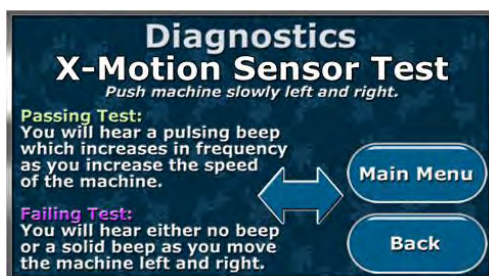 Diagnostics
X-Motion Sensor Test
Push machine slowly left and right.
Passing Test:
You will hear a pulsing beep
which increases in frequency
as you increase the speed
of the machine.
Main Menu
Failing Test:
You will hear either no beep
or a solid beep as you move
the machine left and right.
Back